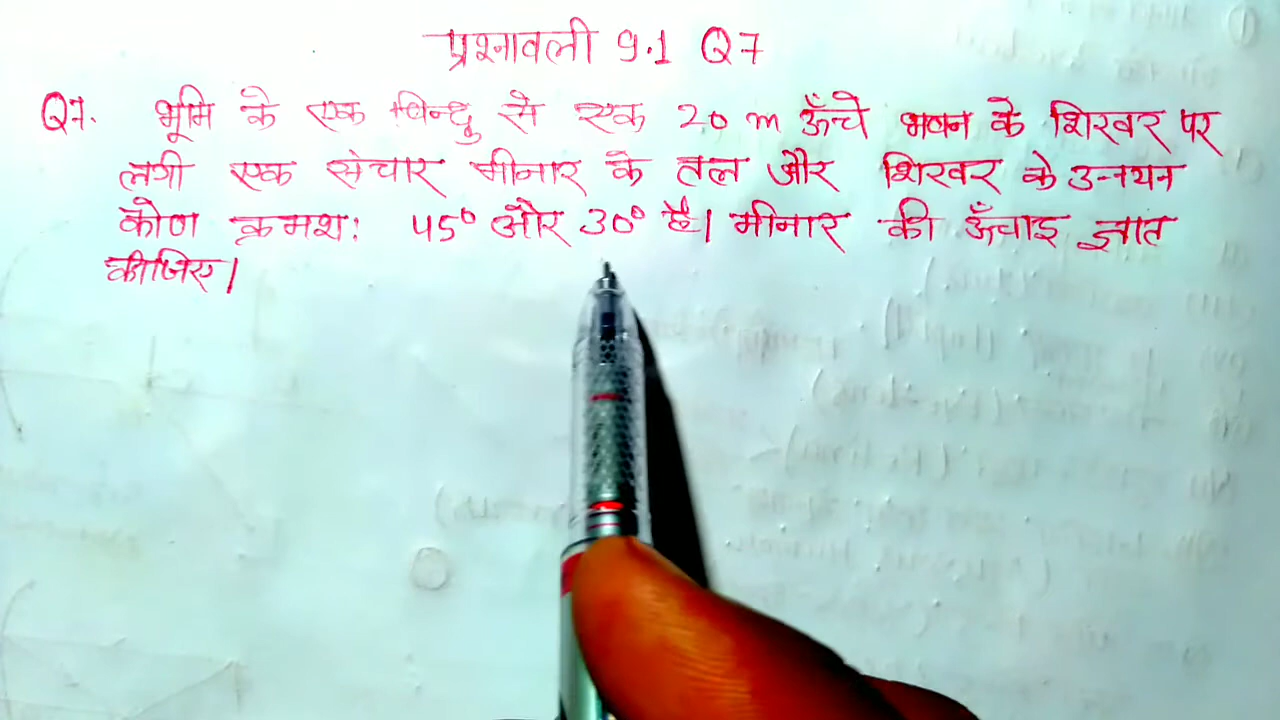 प्रश्नावली 9.1 Q7
Q7. भूमि के एक बिन्दु से एक 20 m ऊँचे भवन के शिखर पर
लगी एक संचार मीनार के तल और शिखर के उन्नयन
कोण क्रमशः 45° और 30° है। मीनार की ऊँचाइ ज्ञात
कीजिए।